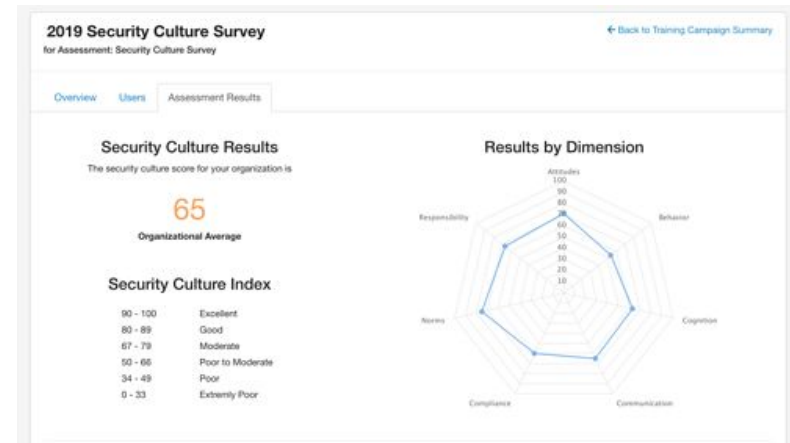 2019 Security Culture Survey
← Back to Training Campaign Summary
for Assessment: Security Culture Survey
Overview Users Assessment Results
Security Culture Results
The security culture score for your organization is
65
Organizational Average
Security Culture Index
90 - 100 Excellent
80 - 89 Good
67 - 79 Moderate
50 - 66 Poor to Moderate
34 - 49 Poor
0 - 33 Extremly Poor
Results by Dimension
Attitudes
100
90
80
70
60
50
40
30
20
10
Responsibility
Behavior
Norms
Cognition
Compliance
Communication